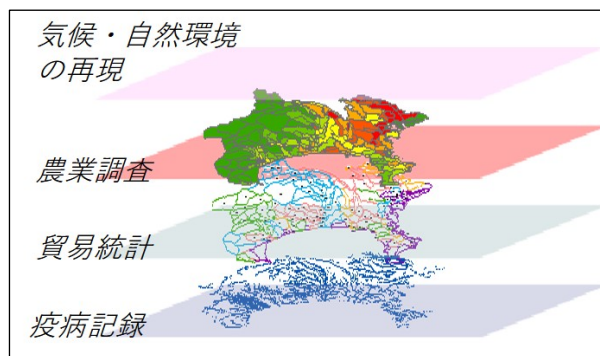 気候・自然環境
の再現
農業調査
貿易統計
疫病記録